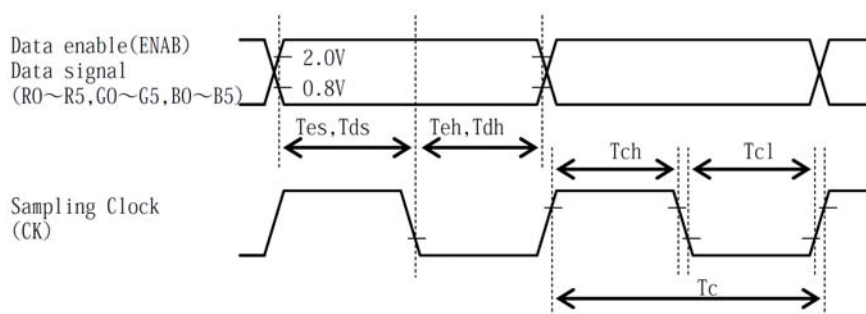 Data enable(ENAB)
Data signal
(R0～R5,G0～G5,B0～B5)
2.0V
0.8V
Tes,Tds
Teh,Tdh
Tch
Tcl
Sampling Clock
(CK)
Tc